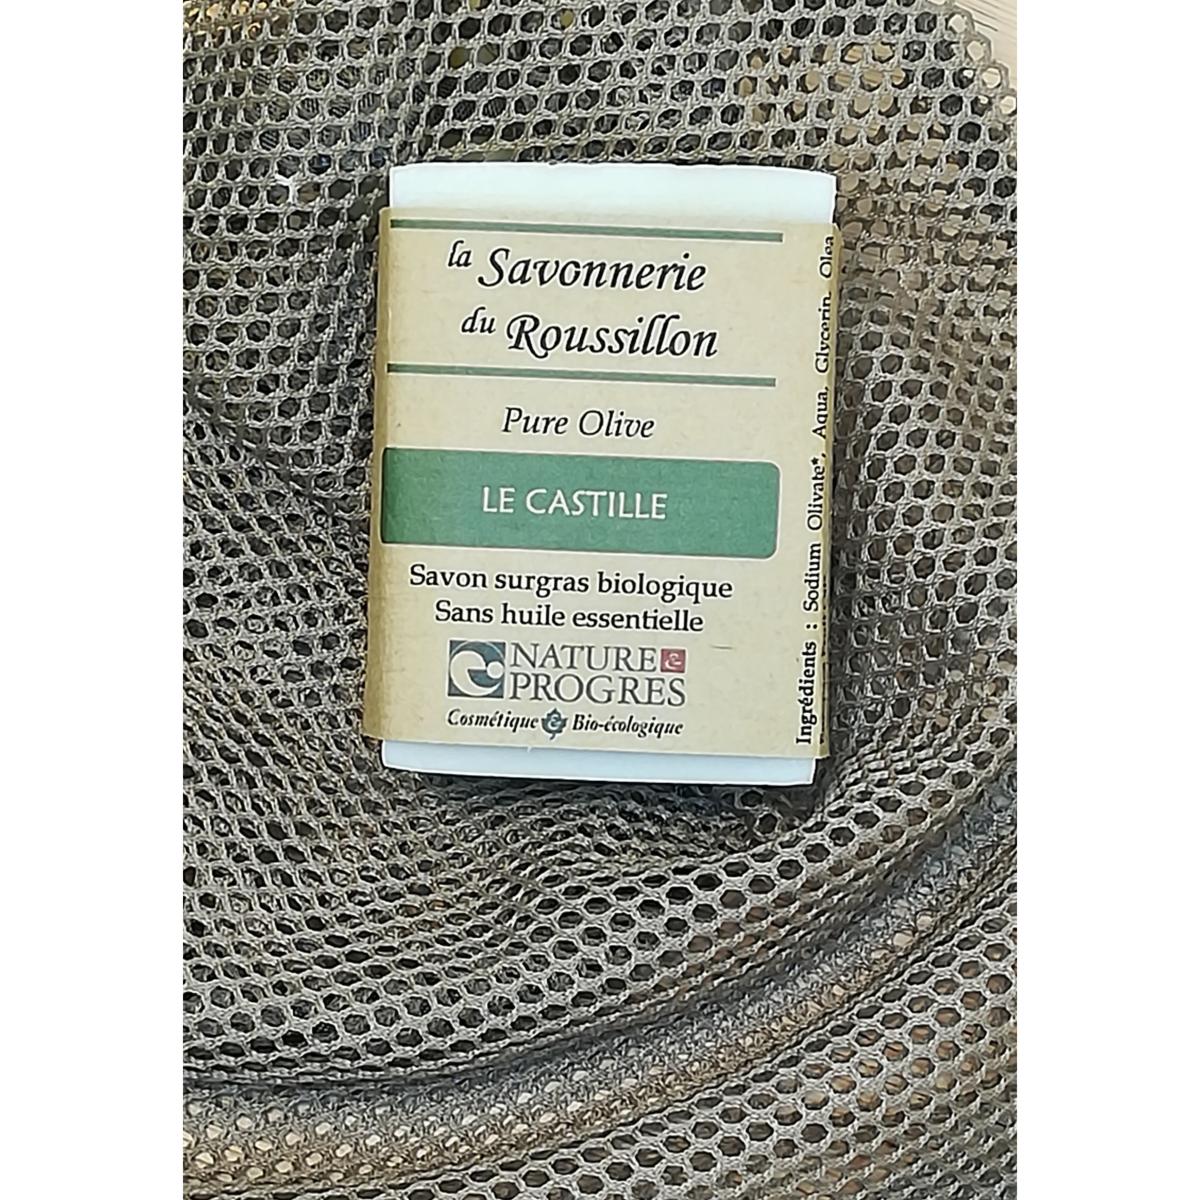 la Savonnerie
du Roussillon
Pure Olive
LE CASTILLE
Savon surgras biologique
Sans huile essentielle
NATURE &
PROGRES
Cosmétique & Bio-écologique
Ingrédients : Sodium Olivate*, Aqua, Glycerin, Olea